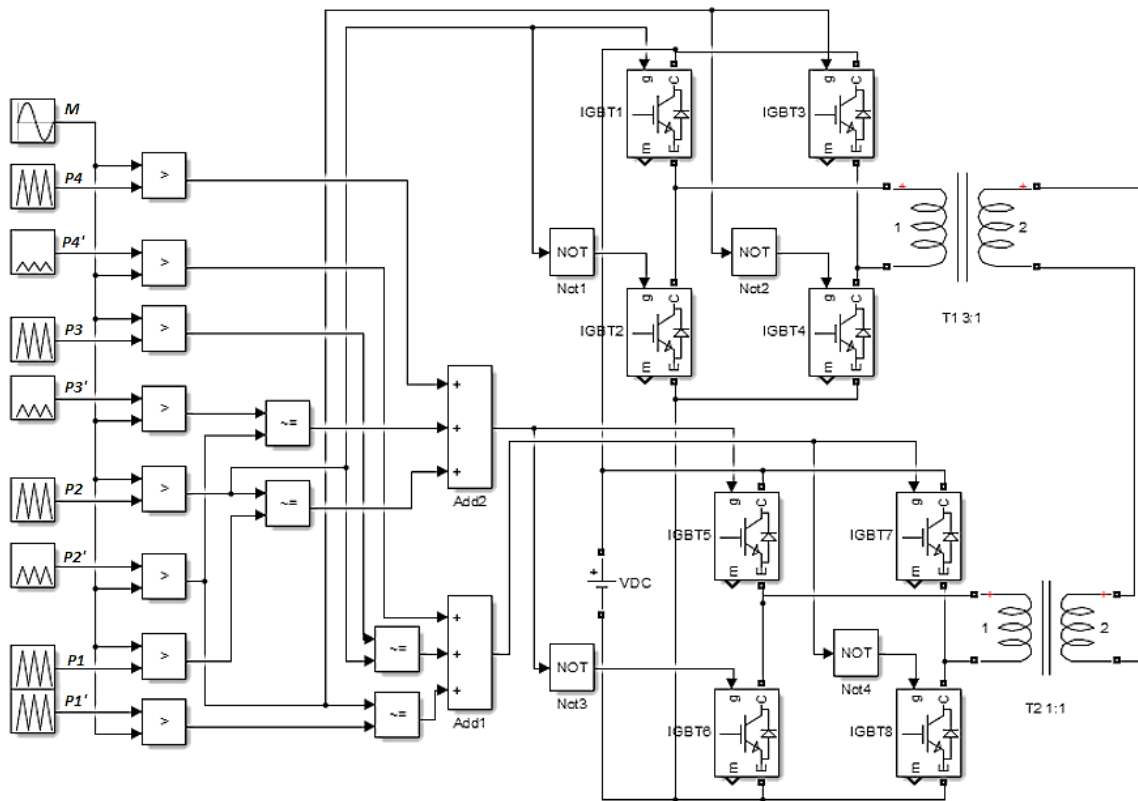 M
P4
>
P4'
>
P3
>
P3'
>
P2
>
P2'
>
P1
>
P1'
>
~=
~=
~=
~=
+
+
+
Add2
+
+
+
Add1
NOT
Not1
NOT
Not2
NOT
Not3
NOT
Not4
g C
IGBT1
m E
g C
IGBT3
m E
g C
IGBT2
m E
g C
IGBT4
m E
+
1
+
2
T1 3:1
+
VDC
g C
IGBT5
m E
g C
IGBT7
m E
g C
IGBT6
m E
g C
IGBT8
m E
+
1
+
2
T2 1:1